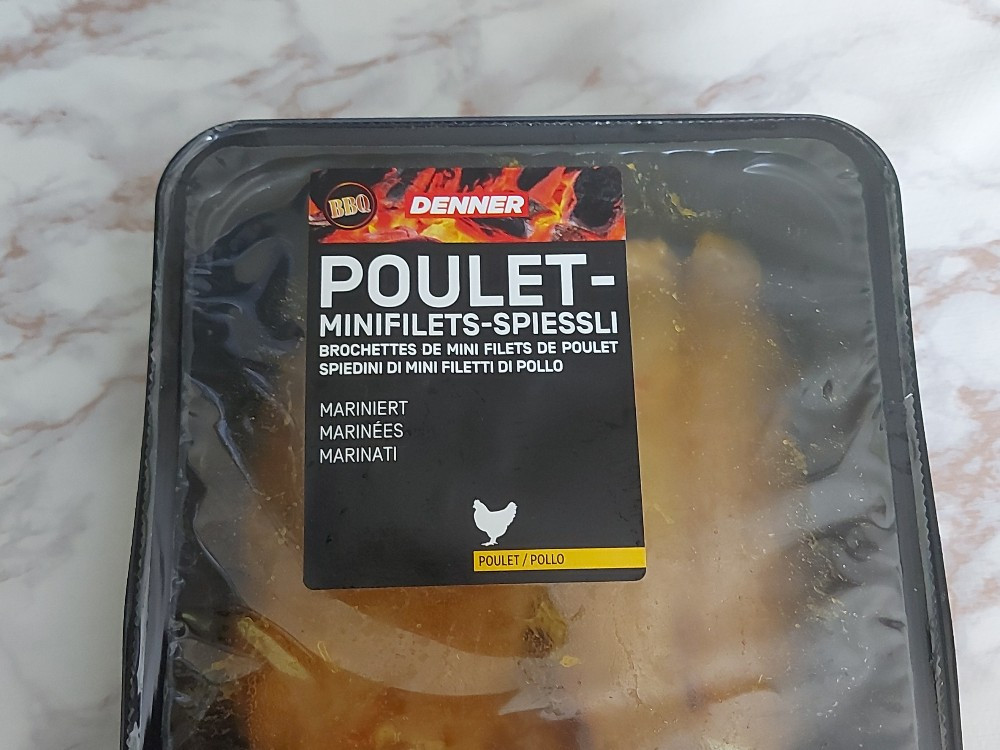 BBQ
DENNER
POULET-
MINIFILETS-SPIESSLI
BROCHETTES DE MINI FILETS DE POULET
SPIEDINI DI MINI FILETTI DI POLLO
MARINIERT
MARINÉES
MARINATI
POULET / POLLO